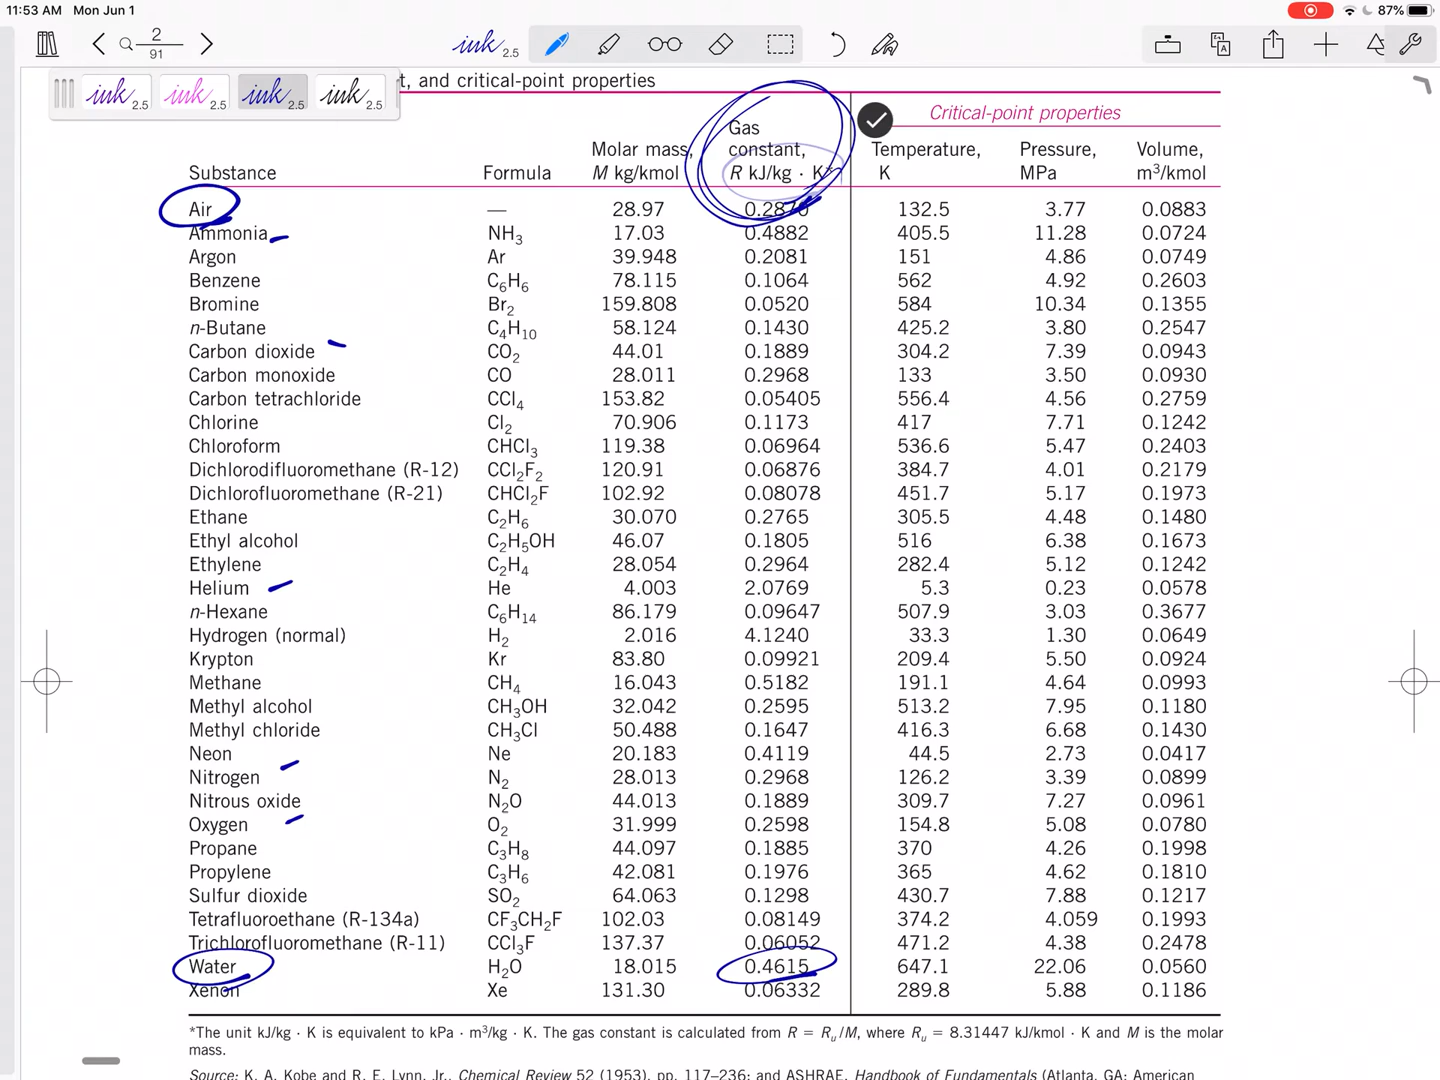 11:53 AM Mon Jun 1
87%
2
91
ink 2.5
ink 2.5 ink 2.5 ink 2.5 ink 2.5
t, and critical-point properties
Critical-point properties
Gas
Molar mass, constant, Temperature, Pressure, Volume,
Substance Formula M kg/kmol R kJ/kg · K* K MPa m³/kmol
Air — 28.97 0.2870 132.5 3.77 0.0883
Ammonia NH₃ 17.03 0.4882 405.5 11.28 0.0724
Argon Ar 39.948 0.2081 151 4.86 0.0749
Benzene C₆H₆ 78.115 0.1064 562 4.92 0.2603
Bromine Br₂ 159.808 0.0520 584 10.34 0.1355
n-Butane C₄H₁₀ 58.124 0.1430 425.2 3.80 0.2547
Carbon dioxide CO₂ 44.01 0.1889 304.2 7.39 0.0943
Carbon monoxide CO 28.011 0.2968 133 3.50 0.0930
Carbon tetrachloride CCl₄ 153.82 0.05405 556.4 4.56 0.2759
Chlorine Cl₂ 70.906 0.1173 417 7.71 0.1242
Chloroform CHCl₃ 119.38 0.06964 536.6 5.47 0.2403
Dichlorodifluoromethane (R-12) CCl₂F₂ 120.91 0.06876 384.7 4.01 0.2179
Dichlorofluoromethane (R-21) CHCl₂F 102.92 0.08078 451.7 5.17 0.1973
Ethane C₂H₆ 30.070 0.2765 305.5 4.48 0.1480
Ethyl alcohol C₂H₅OH 46.07 0.1805 516 6.38 0.1673
Ethylene C₂H₄ 28.054 0.2964 282.4 5.12 0.1242
Helium He 4.003 2.0769 5.3 0.23 0.0578
n-Hexane C₆H₁₄ 86.179 0.09647 507.9 3.03 0.3677
Hydrogen (normal) H₂ 2.016 4.1240 33.3 1.30 0.0649
Krypton Kr 83.80 0.09921 209.4 5.50 0.0924
Methane CH₄ 16.043 0.5182 191.1 4.64 0.0993
Methyl alcohol CH₃OH 32.042 0.2595 513.2 7.95 0.1180
Methyl chloride CH₃Cl 50.488 0.1647 416.3 6.68 0.1430
Neon Ne 20.183 0.4119 44.5 2.73 0.0417
Nitrogen N₂ 28.013 0.2968 126.2 3.39 0.0899
Nitrous oxide N₂O 44.013 0.1889 309.7 7.27 0.0961
Oxygen O₂ 31.999 0.2598 154.8 5.08 0.0780
Propane C₃H₈ 44.097 0.1885 370 4.26 0.1998
Propylene C₃H₆ 42.081 0.1976 365 4.62 0.1810
Sulfur dioxide SO₂ 64.063 0.1298 430.7 7.88 0.1217
Tetrafluoroethane (R-134a) CF₃CH₂F 102.03 0.08149 374.2 4.059 0.1993
Trichlorofluoromethane (R-11) CCl₃F 137.37 0.06052 471.2 4.38 0.2478
Water H₂O 18.015 0.4615 647.1 22.06 0.0560
Xenon Xe 131.30 0.06332 289.8 5.88 0.1186
*The unit kJ/kg · K is equivalent to kPa · m³/kg · K. The gas constant is calculated from R = Rᵤ/M, where Rᵤ = 8.31447 kJ/kmol · K and M is the molar
mass.
Source: K. A. Kobe and R. E. Lynn, Jr., Chemical Review 52 (1953), pp. 117–236; and ASHRAE, Handbook of Fundamentals (Atlanta, GA: American